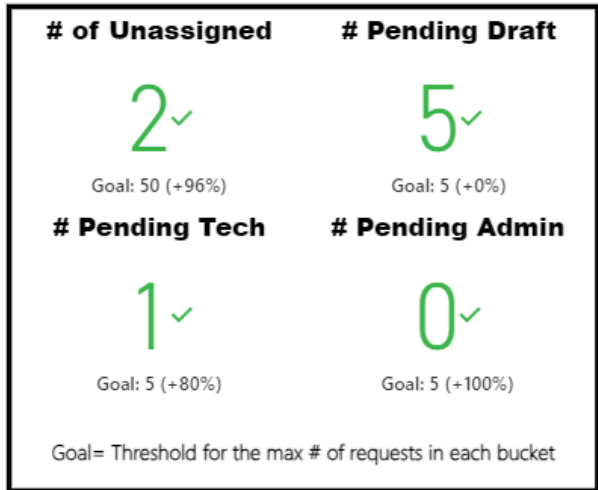 # of Unassigned
# Pending Draft
2
5
Goal: 50 (+96%)
Goal: 5 (+0%)
# Pending Tech
# Pending Admin
1
0
Goal: 5 (+80%)
Goal: 5 (+100%)
Goal= Threshold for the max # of requests in each bucket